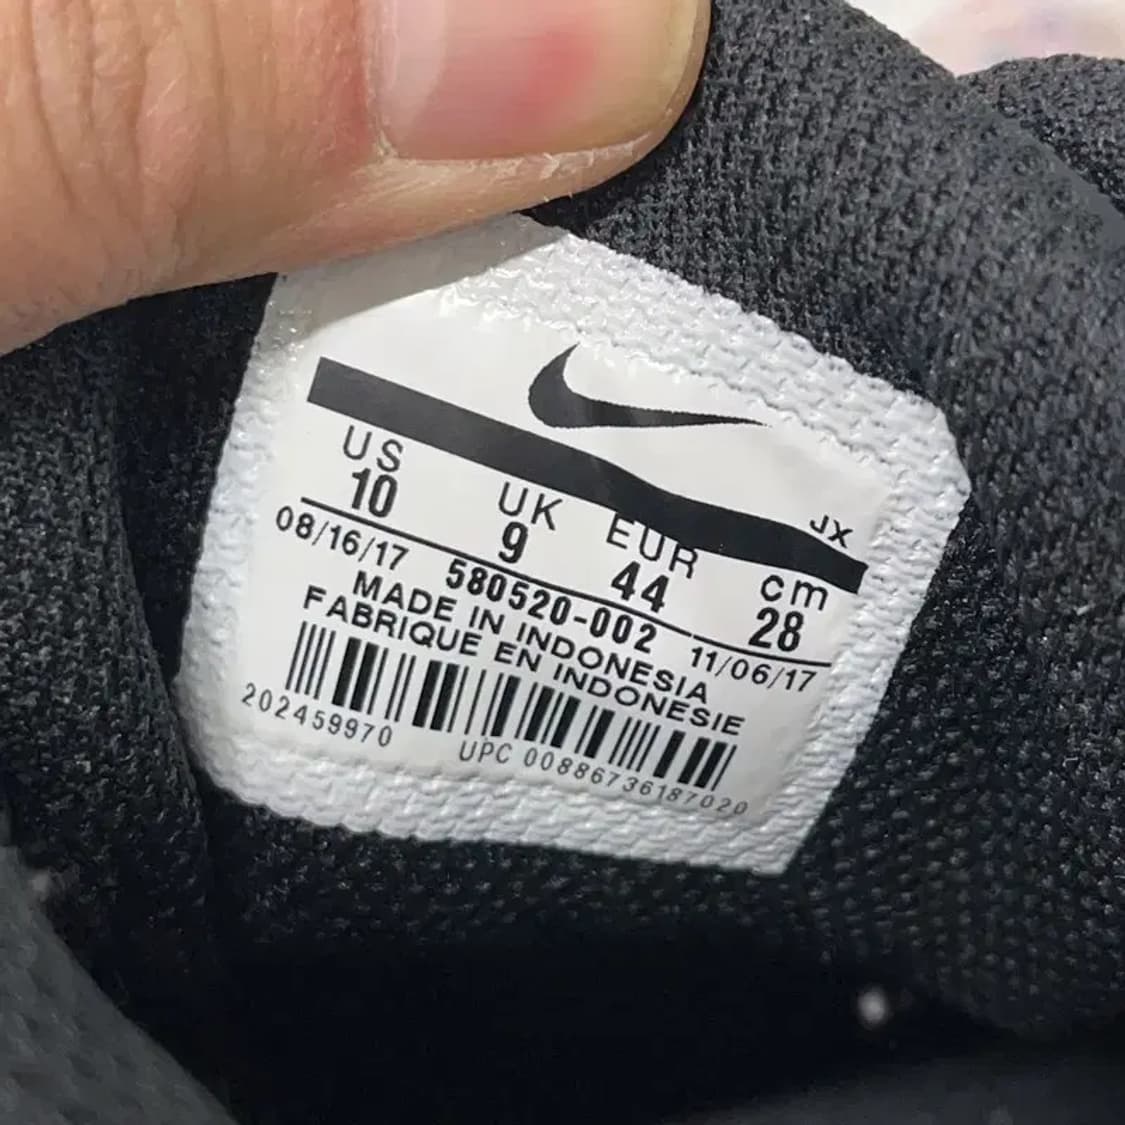 JX
US UK EUR cm
10 9 44 28
08/16/17 580520-002 11/06/17
MADE IN INDONESIA
FABRIQUE EN INDONESIE
202459970 UPC 00886736187020